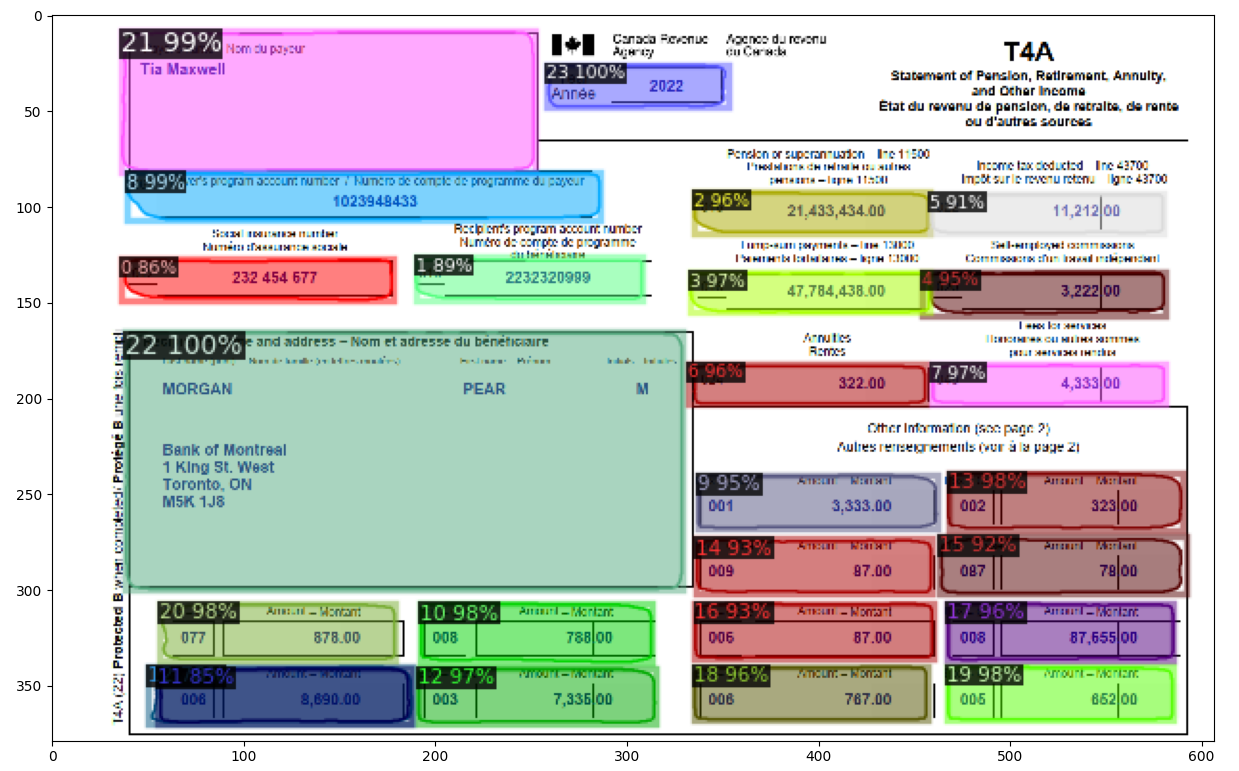 0
50
100
150
200
250
300
350
0
100
200
300
400
500
600
21 99%
Nom du payeur
Tia Maxwell
Canada Revenue Agency
Agence du revenu du Canada
23 100%
Année
2022
T4A
Statement of Pension, Retirement, Annuity,
and Other Income
État du revenu de pension, de retraite, de rente
ou d'autres sources
8 99%
er's program account number / Numéro de compte de programme du payeur
1023948433
Pension or superannuation – line 11500
Prestations de retraite ou autres
pensions – ligne 11500
2 96%
21,433,434.00
Income tax deducted – line 43700
Impôt sur le revenu retenu – ligne 43700
5 91%
11,212 00
Social insurance number
Numéro d'assurance sociale
0 86%
232 454 677
Recipient's program account number
Numéro de compte de programme
du bénéficiaire
1 89%
2232320999
Lump-sum payments – line 13000
Paiements forfaitaires – ligne 13000
3 97%
47,784,438.00
Self-employed commissions
Commissions d'un travail indépendant
4 95%
3,222 00
22 100%
e and address – Nom et adresse du bénéficiaire
Nom de famille (en lettres moulées)
First name – Prénom
Initials – Initiales
MORGAN
PEAR
M
Bank of Montreal
1 King St. West
Toronto, ON
M5K 1J8
Annuities
Rentes
6 96%
322.00
Fees for services
Honoraires ou autres sommes
pour services rendus
7 97%
4,333 00
Other information (see page 2)
Autres renseignements (voir à la page 2)
9 95%
Amount – Montant
001
3,333.00
13 98%
Amount – Montant
002
323 00
14 93%
Amount – Montant
009
87.00
15 92%
Amount – Montant
087
78 00
20 98%
Amount – Montant
077
878.00
10 98%
Amount – Montant
008
788 00
16 93%
Amount – Montant
006
87.00
17 96%
Amount – Montant
008
87,655 00
11 85%
Amount – Montant
006
8,690.00
12 97%
Amount – Montant
003
7,335 00
18 96%
Amount – Montant
006
767.00
19 98%
Amount – Montant
005
652 00
T4A (22) Protected B when completed/ Protégé B une fois rempli